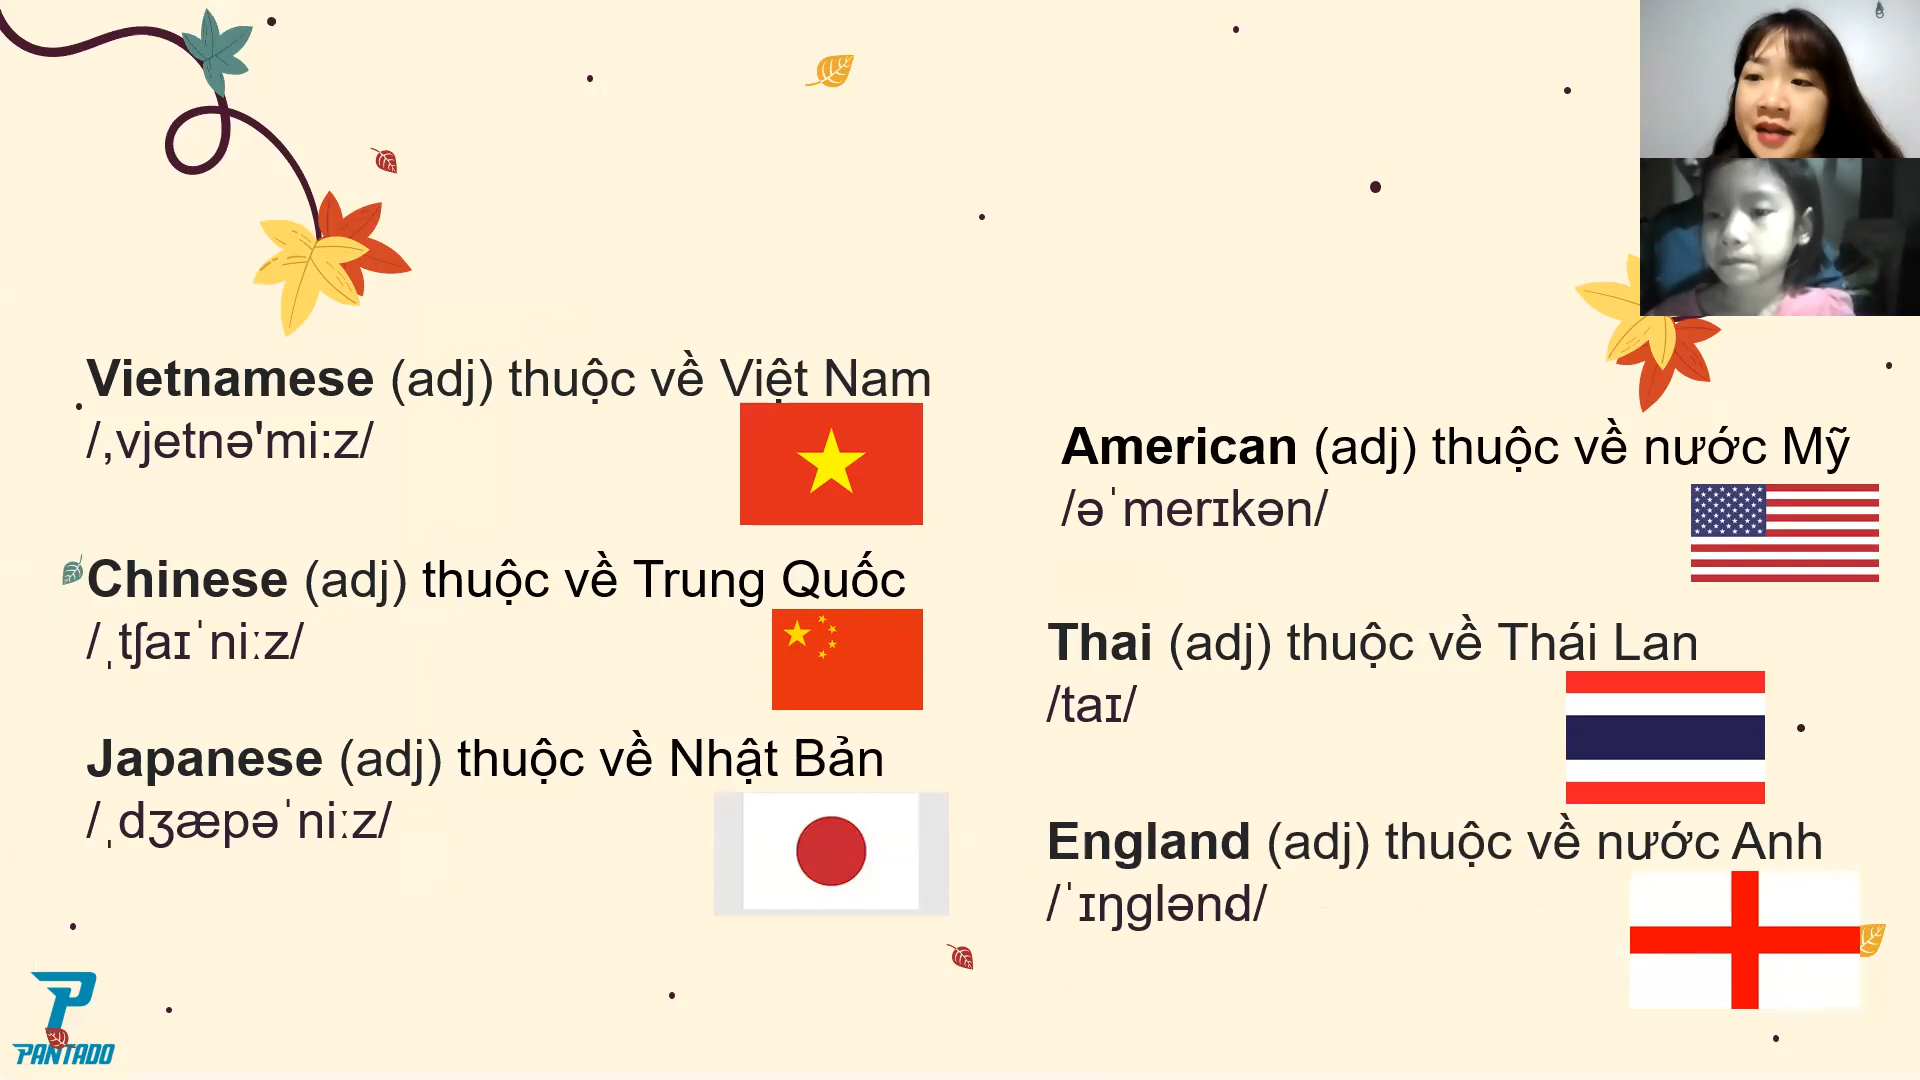 Vietnamese (adj) thuộc về Việt Nam
/,vjetnə'mi:z/
Chinese (adj) thuộc về Trung Quốc
/ˌtʃaɪˈniːz/
Japanese (adj) thuộc về Nhật Bản
/ˌdʒæpəˈniːz/
American (adj) thuộc về nước Mỹ
/əˈmerɪkən/
Thai (adj) thuộc về Thái Lan
/taɪ/
England (adj) thuộc về nước Anh
/ˈɪŋɡlənd/
PANTADO